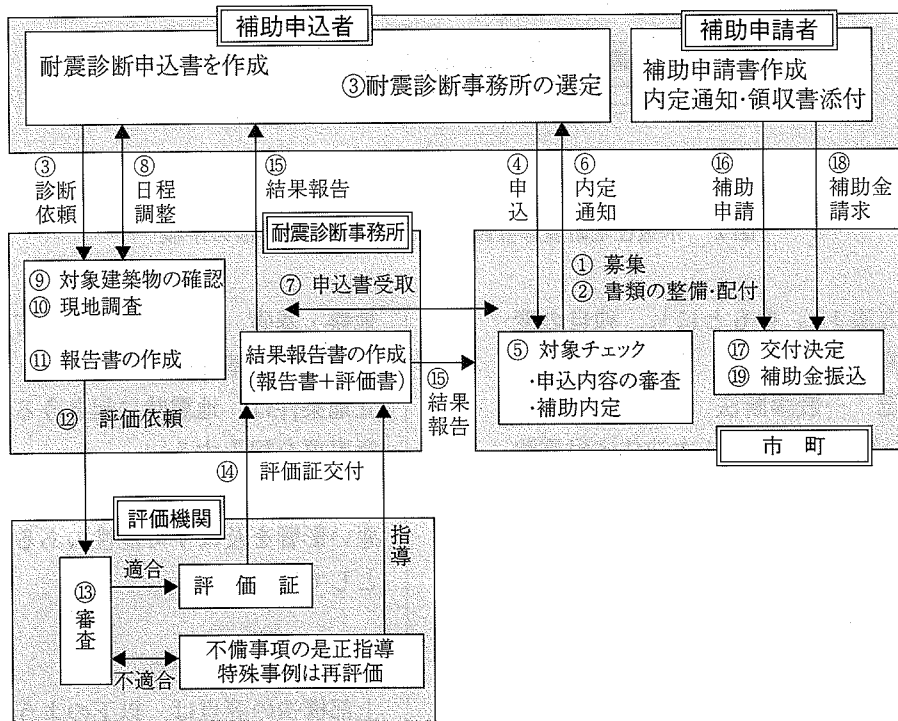 補助申込者
耐震診断申込書を作成
③耐震診断事務所の選定
補助申請者
補助申請書作成
内定通知・領収書添付
③
診断
依頼
⑧
日程
調整
⑮
結果報告
④
申
込
⑥
内定
通知
⑯
補助
申請
⑱
補助金
請求
耐震診断事務所
⑨ 対象建築物の確認
⑩ 現地調査
⑪ 報告書の作成
⑦ 申込書受取
結果報告書の作成
(報告書+評価書)
⑮
結果
報告
① 募集
② 書類の整備・配付
⑤ 対象チェック
・申込内容の審査
・補助内定
⑰ 交付決定
⑲ 補助金振込
市 町
⑫ 評価依頼
⑭ 評価証交付
指導
評価機関
⑬
審査
適合
評 価 証
不適合
不備事項の是正指導
特殊事例は再評価